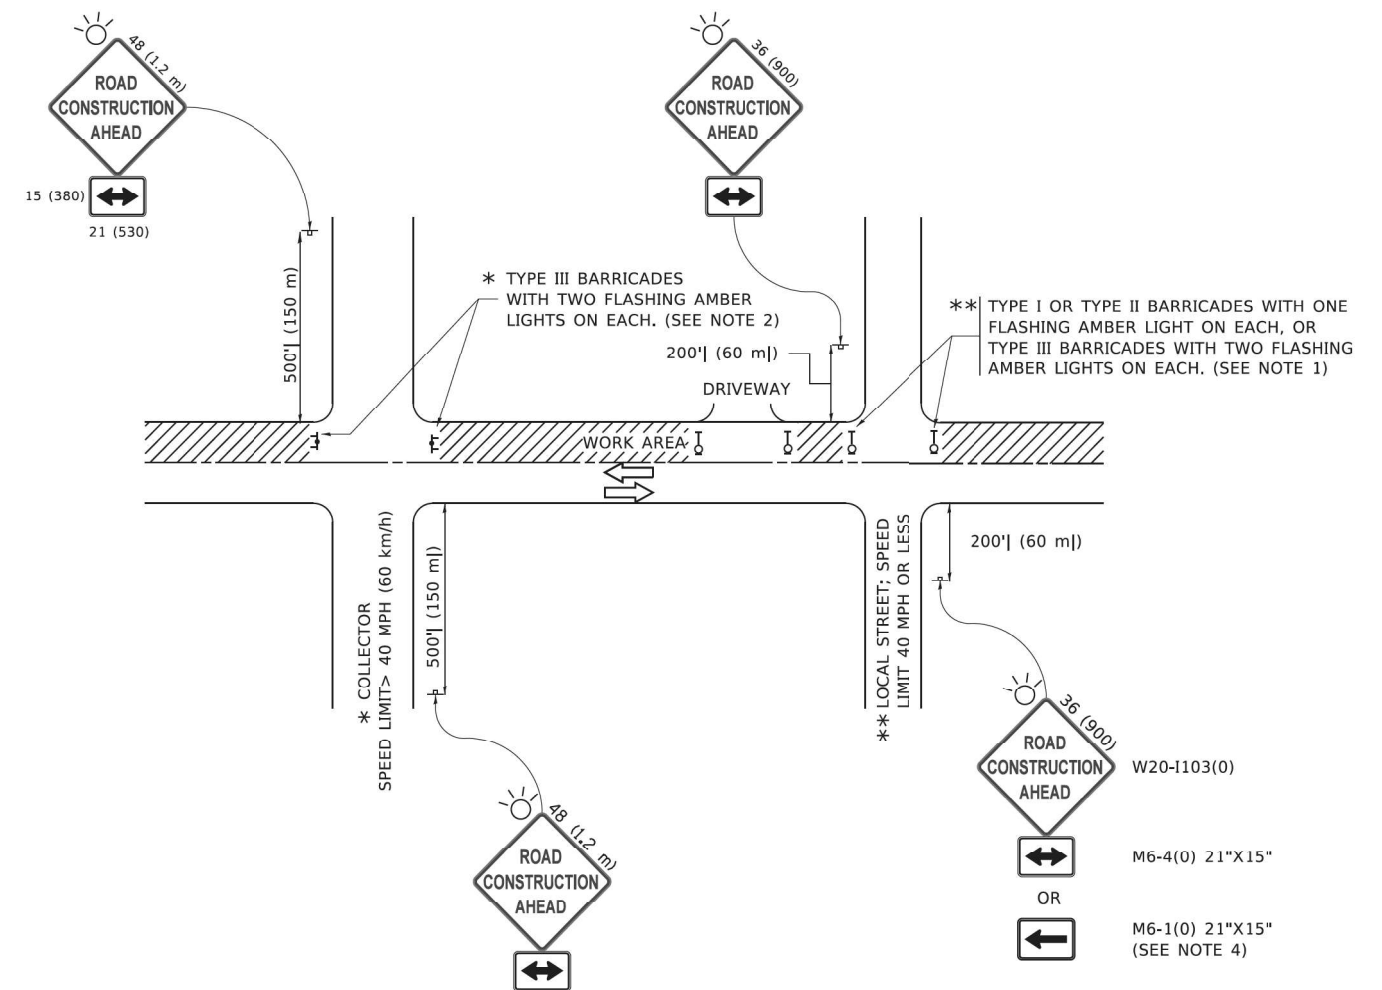 48 (1.2 m)
ROAD
CONSTRUCTION
AHEAD
15 (380)
21 (530)
36 (900)
ROAD
CONSTRUCTION
AHEAD
500'| (150 m)
* TYPE III BARRICADES
WITH TWO FLASHING AMBER
LIGHTS ON EACH. (SEE NOTE 2)
200'| (60 m|)
DRIVEWAY
** TYPE I OR TYPE II BARRICADES WITH ONE
FLASHING AMBER LIGHT ON EACH, OR
TYPE III BARRICADES WITH TWO FLASHING
AMBER LIGHTS ON EACH. (SEE NOTE 1)
WORK AREA
* COLLECTOR
SPEED LIMIT> 40 MPH (60 km/h)
500'| (150 m|)
** LOCAL STREET; SPEED
LIMIT 40 MPH OR LESS
200'| (60 m|)
48 (1.2 m)
ROAD
CONSTRUCTION
AHEAD
36 (900)
ROAD
CONSTRUCTION
AHEAD
W20-I103(0)
M6-4(0) 21"X15"
OR
M6-1(0) 21"X15"
(SEE NOTE 4)